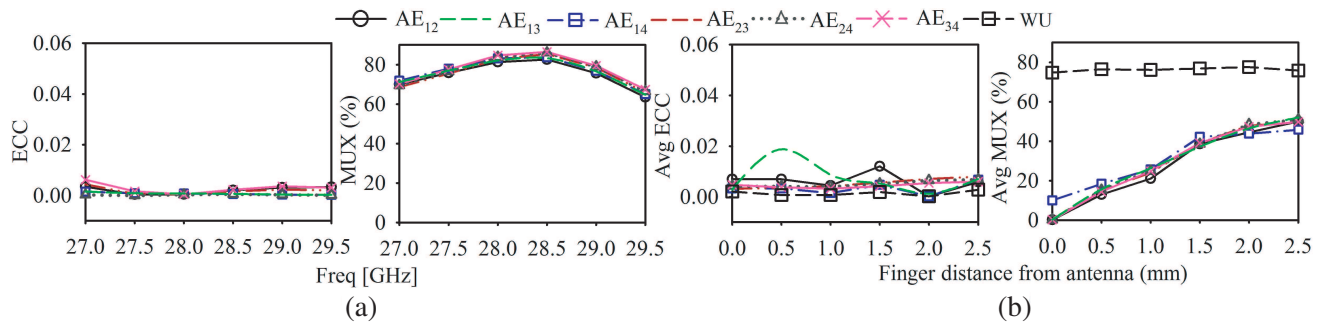 AE12 AE13 AE14 AE23 AE24 AE34 WU
ECC
0.06
0.04
0.02
0.00
27.0 27.5 28.0 28.5 29.0 29.5
MUX (%)
80
60
40
20
0
27.0 27.5 28.0 28.5 29.0 29.5
Freq [GHz]
(a)
Avg ECC
0.06
0.04
0.02
0.00
0.0 0.5 1.0 1.5 2.0 2.5
Avg MUX (%)
80
60
40
20
0
0.0 0.5 1.0 1.5 2.0 2.5
Finger distance from antenna (mm)
(b)